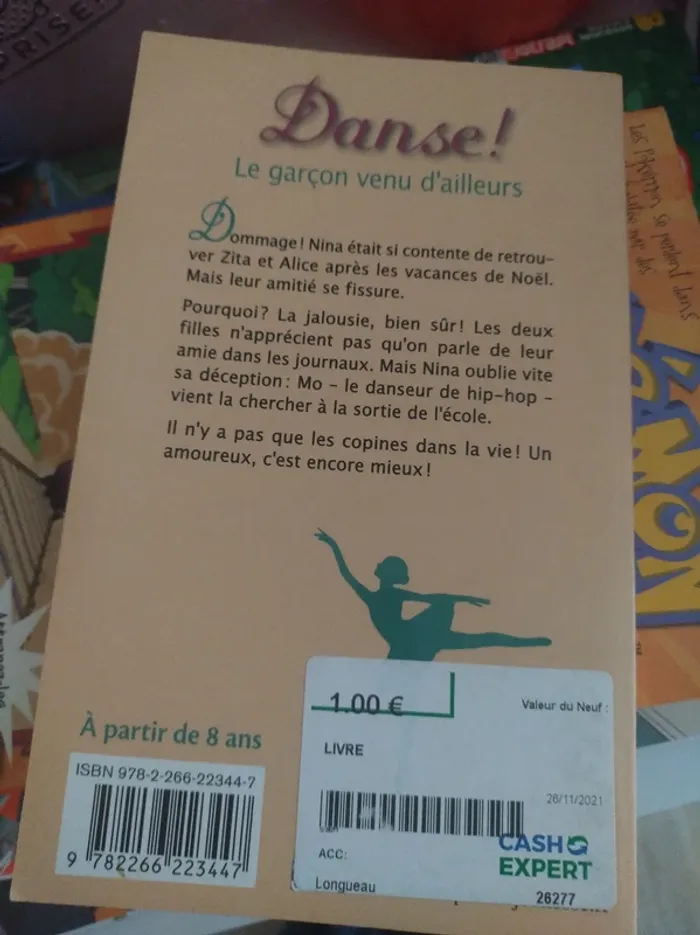 Danse!
Le garçon venu d'ailleurs
Dommage! Nina était si contente de retrou-
ver Zita et Alice après les vacances de Noël.
Mais leur amitié se fissure.
Pourquoi? La jalousie, bien sûr! Les deux
filles n'apprécient pas qu'on parle de leur
amie dans les journaux. Mais Nina oublie vite
sa déception: Mo – le danseur de hip-hop –
vient la chercher à la sortie de l'école.
Il n'y a pas que les copines dans la vie! Un
amoureux, c'est encore mieux!
À partir de 8 ans
ISBN 978-2-266-22344-7
9 782266 223447
1.00 €
Valeur du Neuf :
LIVRE
26/11/2021
CASH
EXPERT
ACC:
Longueau
26277
Les Pokémon se perdent dans